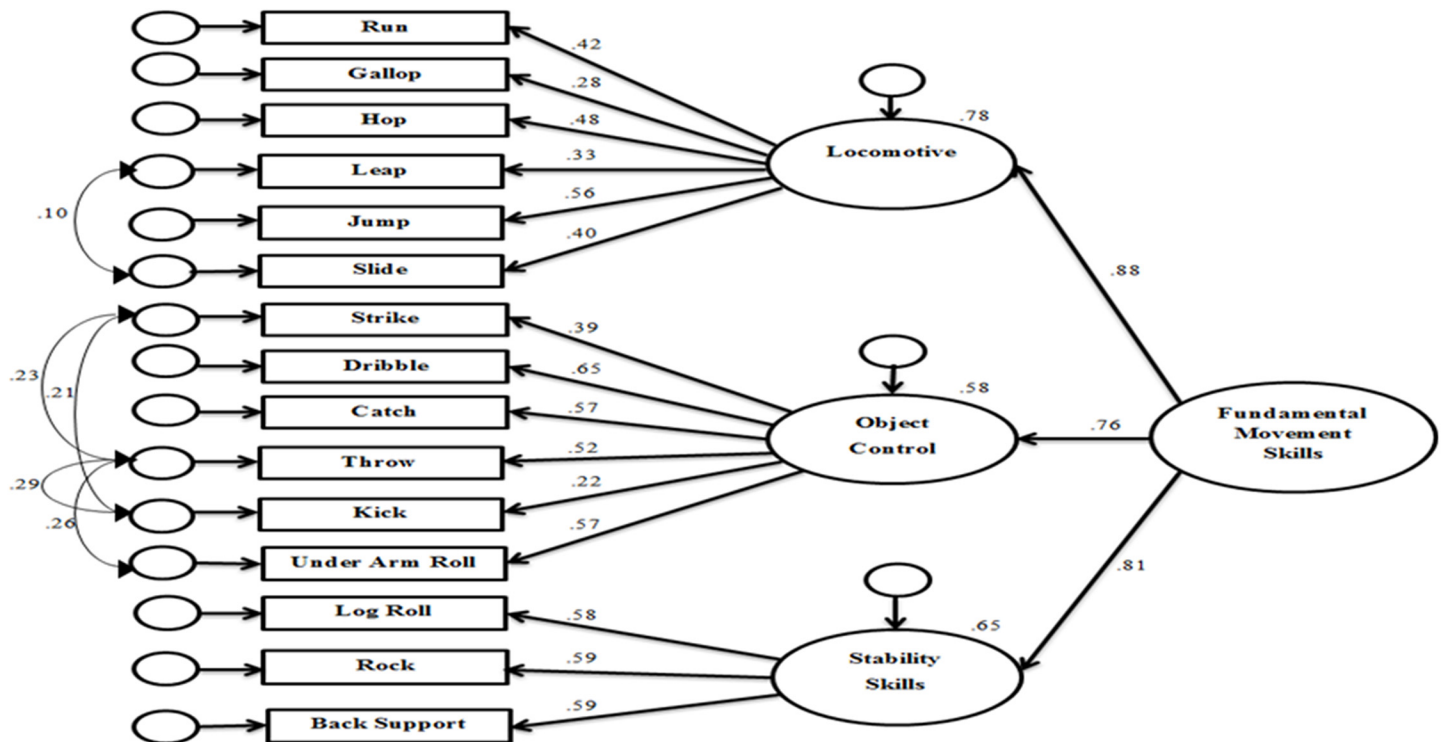 Run
.42
Gallop
.28
Hop
.48
Leap
.33
Jump
.56
Slide
.40
.10
Locomotive
.78
.88
Strike
.39
Dribble
.65
Catch
.57
Throw
.52
Kick
.22
Under Arm Roll
.57
.23
.21
.29
.26
Object
Control
.58
.76
Fundamental
Movement
Skills
Log Roll
.58
Rock
.59
Back Support
.59
Stability
Skills
.65
.81